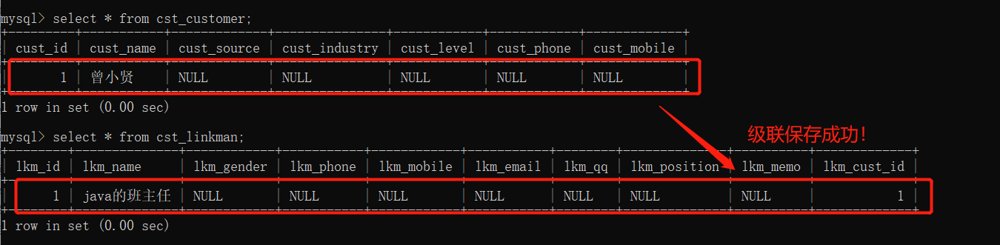 mysql> select * from cst_customer;
| cust_id | cust_name | cust_source | cust_industry | cust_level | cust_phone | cust_mobile |
| 1 | 曾小贤 | NULL | NULL | NULL | NULL | NULL |
1 row in set (0.00 sec)
mysql> select * from cst_linkman;
级联保存成功!
| lkm_id | lkm_name | lkm_gender | lkm_phone | lkm_mobile | lkm_email | lkm_qq | lkm_position | lkm_memo | lkm_cust_id |
| 1 | java的班主任 | NULL | NULL | NULL | NULL | NULL | NULL | NULL | 1 |
1 row in set (0.00 sec)